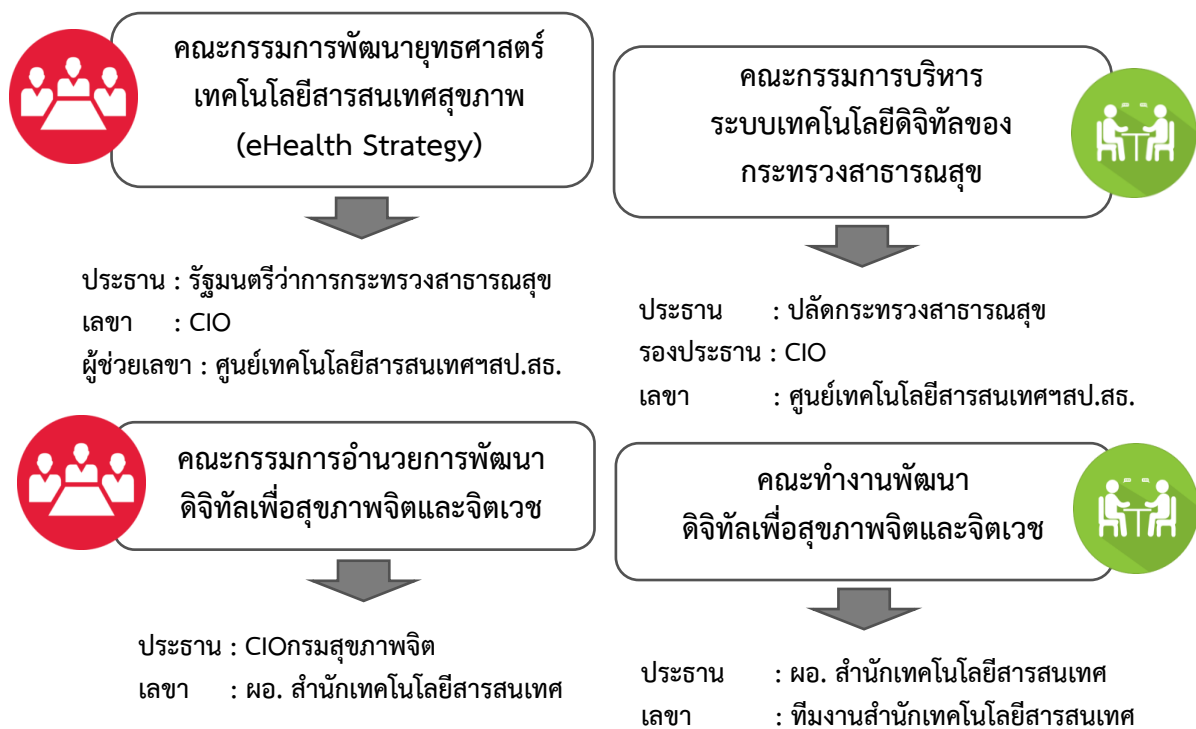 คณะกรรมการพัฒนายุทธศาสตร์
เทคโนโลยีสารสนเทศสุขภาพ
(eHealth Strategy)
ประธาน : รัฐมนตรีว่าการกระทรวงสาธารณสุข
เลขา : CIO
ผู้ช่วยเลขา : ศูนย์เทคโนโลยีสารสนเทศฯสป.สธ.
คณะกรรมการบริหาร
ระบบเทคโนโลยีดิจิทัลของ
กระทรวงสาธารณสุข
ประธาน : ปลัดกระทรวงสาธารณสุข
รองประธาน : CIO
เลขา : ศูนย์เทคโนโลยีสารสนเทศฯสป.สธ.
คณะกรรมการอำนวยการพัฒนา
ดิจิทัลเพื่อสุขภาพจิตและจิตเวช
ประธาน : CIOกรมสุขภาพจิต
เลขา : ผอ. สำนักเทคโนโลยีสารสนเทศ
คณะทำงานพัฒนา
ดิจิทัลเพื่อสุขภาพจิตและจิตเวช
ประธาน : ผอ. สำนักเทคโนโลยีสารสนเทศ
เลขา : ทีมงานสำนักเทคโนโลยีสารสนเทศ